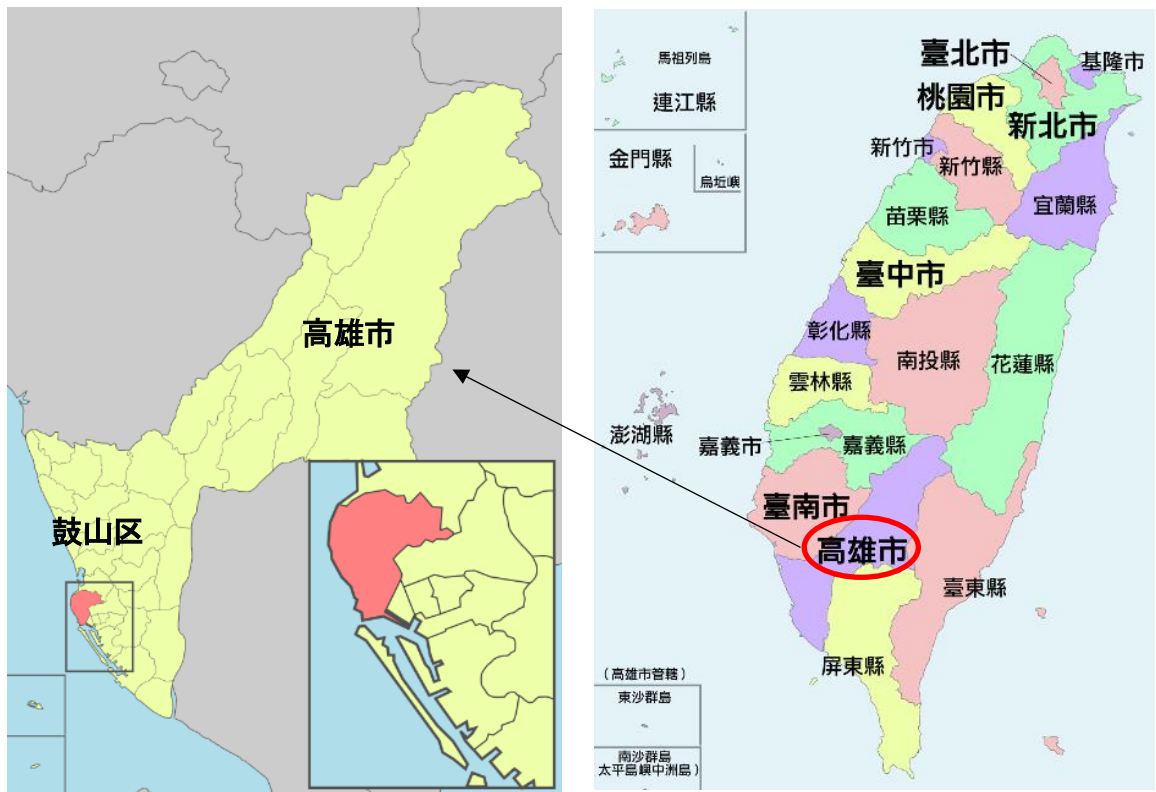 高雄市
鼓山区
馬祖列島
連江縣
金門縣
烏坵嶼
臺北市
基隆市
桃園市
新北市
新竹市
新竹縣
宜蘭縣
苗栗縣
臺中市
彰化縣
南投縣
花蓮縣
雲林縣
澎湖縣
嘉義市
嘉義縣
臺南市
高雄市
臺東縣
屏東縣
(高雄市管轄)
東沙群島
南沙群島
太平島嶼中洲島)